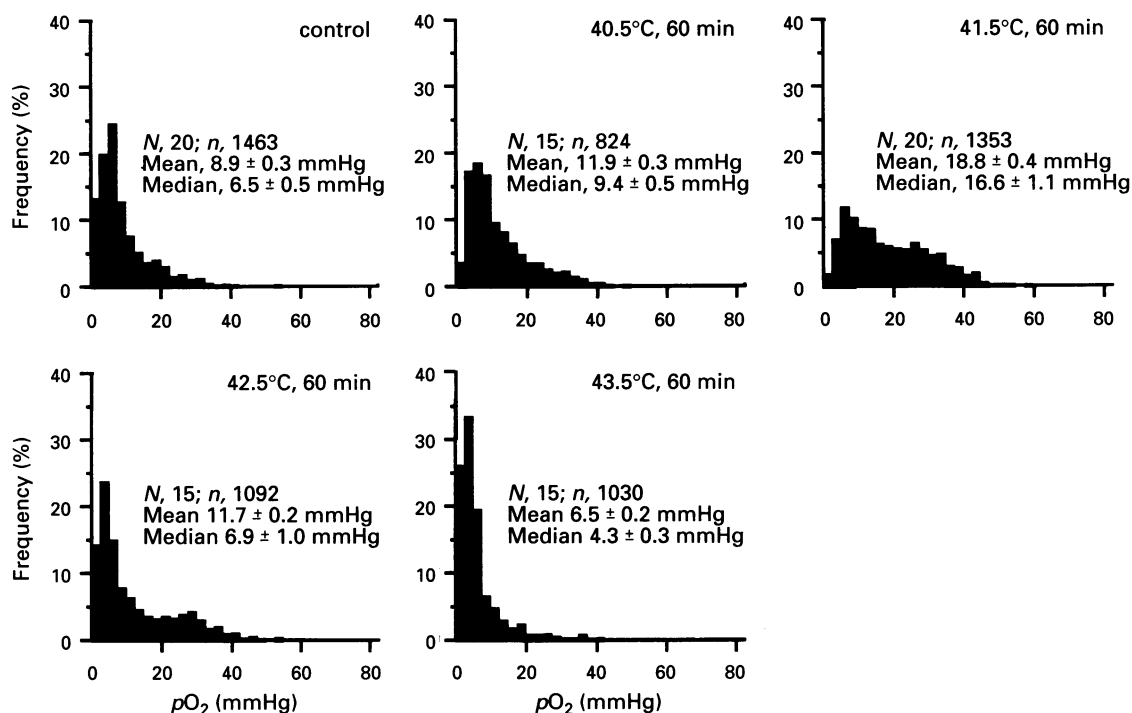 control
Frequency (%)
40
30
20
10
0
N, 20; n, 1463
Mean, 8.9 ± 0.3 mmHg
Median, 6.5 ± 0.5 mmHg
0 20 40 60 80
40.5°C, 60 min
40
30
20
10
0
N, 15; n, 824
Mean, 11.9 ± 0.3 mmHg
Median, 9.4 ± 0.5 mmHg
0 20 40 60 80
41.5°C, 60 min
40
30
20
10
0
N, 20; n, 1353
Mean, 18.8 ± 0.4 mmHg
Median, 16.6 ± 1.1 mmHg
0 20 40 60 80
42.5°C, 60 min
Frequency (%)
40
30
20
10
0
N, 15; n, 1092
Mean 11.7 ± 0.2 mmHg
Median 6.9 ± 1.0 mmHg
0 20 40 60 80
pO₂ (mmHg)
43.5°C, 60 min
40
30
20
10
0
N, 15; n, 1030
Mean 6.5 ± 0.2 mmHg
Median 4.3 ± 0.3 mmHg
0 20 40 60 80
pO₂ (mmHg)